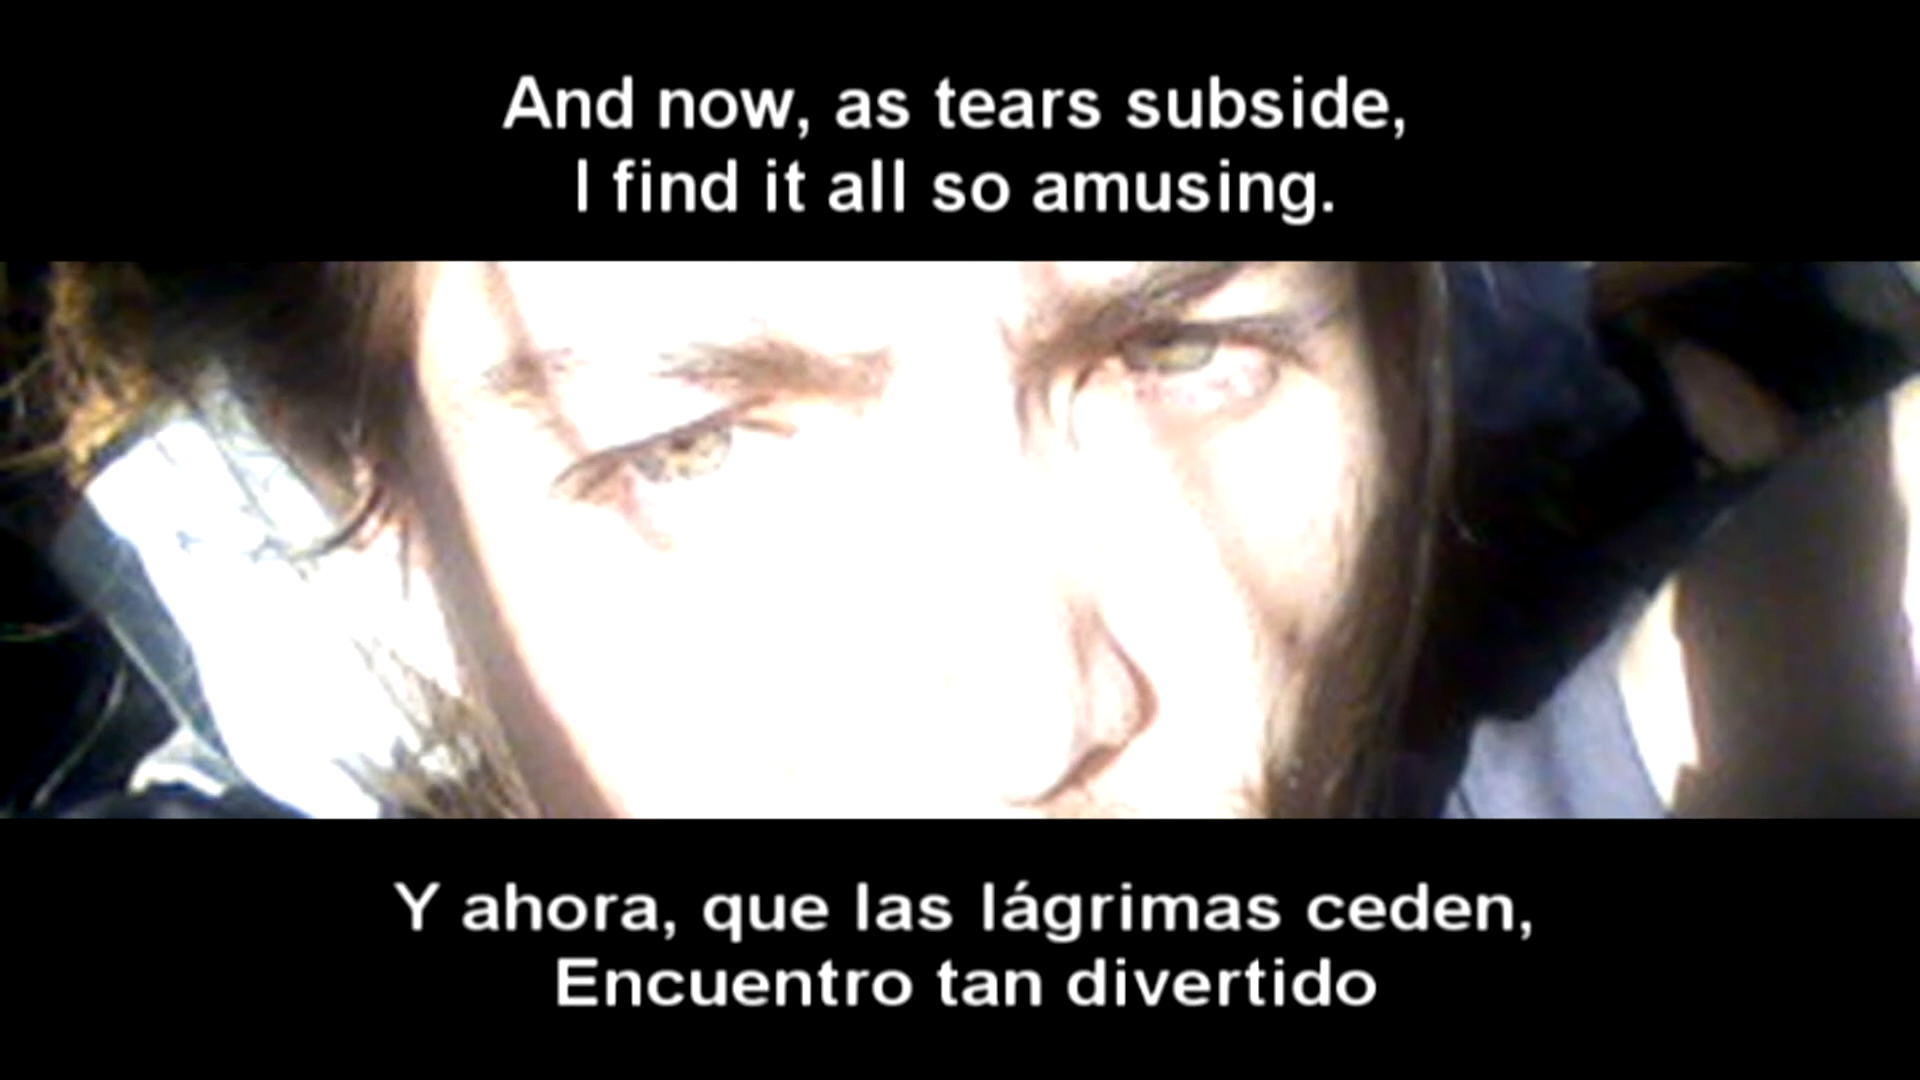 And now, as tears subside,
I find it all so amusing.
Y ahora, que las lágrimas ceden,
Encuentro tan divertido